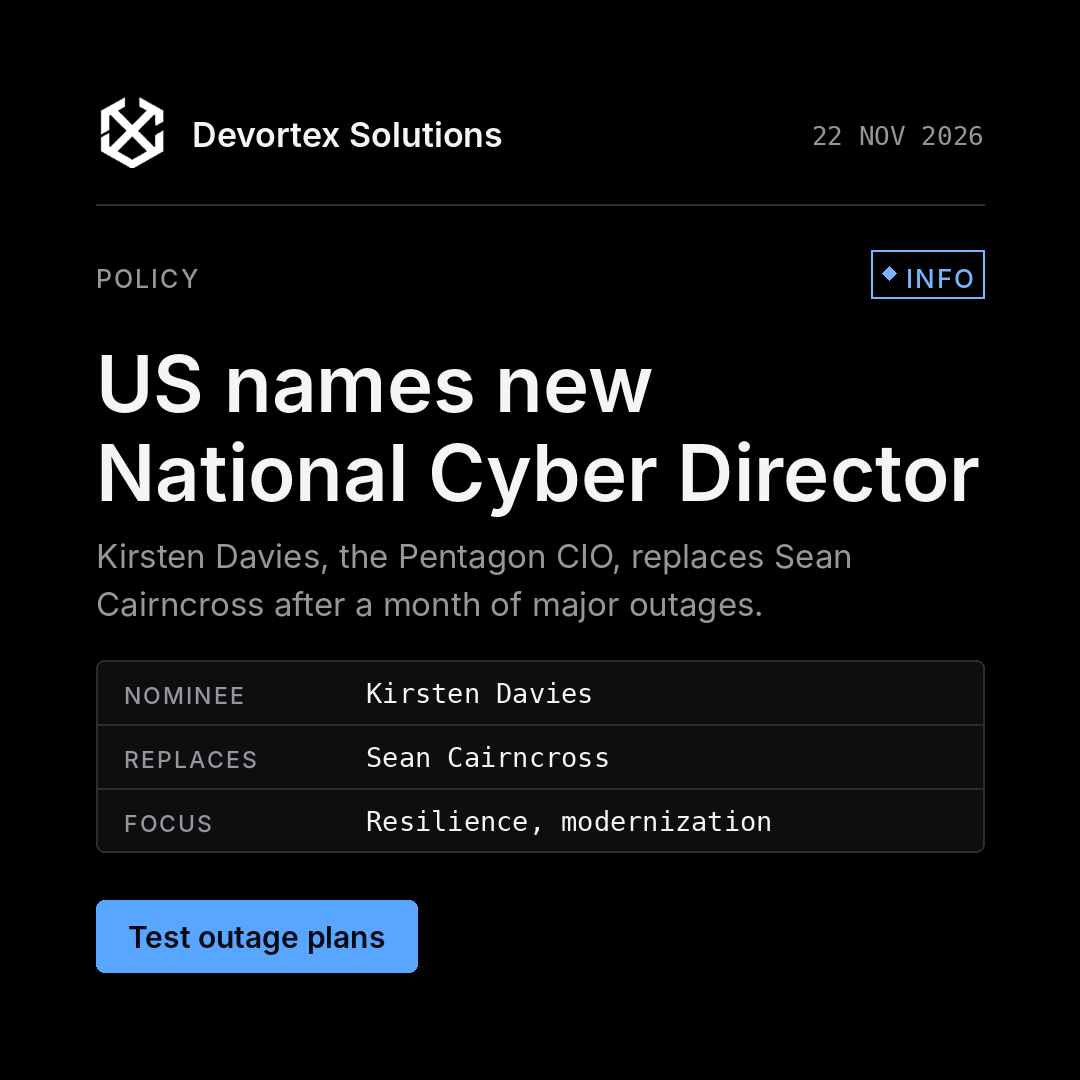 Devortex Solutions
22 NOV 2026
POLICY
INFO
US names new
National Cyber Director
Kirsten Davies, the Pentagon CIO, replaces Sean
Cairncross after a month of major outages.
NOMINEE Kirsten Davies
REPLACES Sean Cairncross
FOCUS Resilience, modernization
Test outage plans